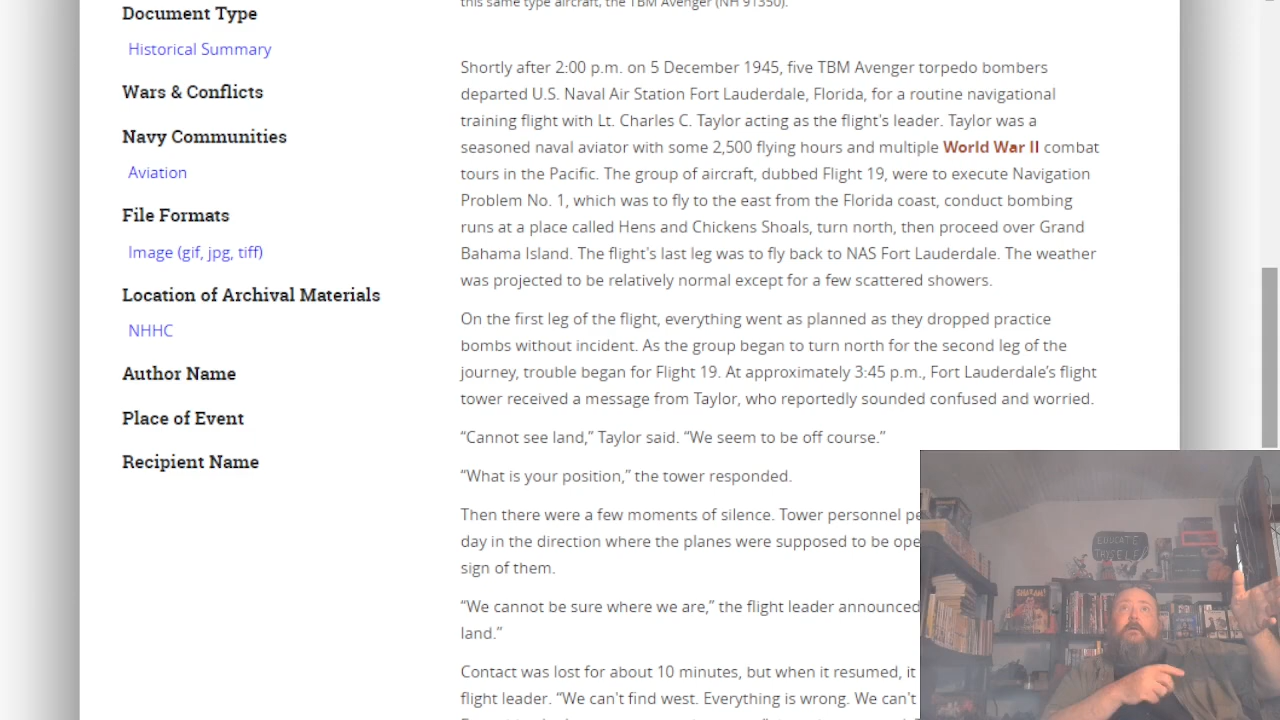 this same type aircraft, the TBM Avenger (NH 91350).
Document Type
Historical Summary
Wars & Conflicts
Navy Communities
Aviation
File Formats
Image (gif, jpg, tiff)
Location of Archival Materials
NHHC
Author Name
Place of Event
Recipient Name
Shortly after 2:00 p.m. on 5 December 1945, five TBM Avenger torpedo bombers
departed U.S. Naval Air Station Fort Lauderdale, Florida, for a routine navigational
training flight with Lt. Charles C. Taylor acting as the flight's leader. Taylor was a
seasoned naval aviator with some 2,500 flying hours and multiple World War II combat
tours in the Pacific. The group of aircraft, dubbed Flight 19, were to execute Navigation
Problem No. 1, which was to fly to the east from the Florida coast, conduct bombing
runs at a place called Hens and Chickens Shoals, turn north, then proceed over Grand
Bahama Island. The flight's last leg was to fly back to NAS Fort Lauderdale. The weather
was projected to be relatively normal except for a few scattered showers.
On the first leg of the flight, everything went as planned as they dropped practice
bombs without incident. As the group began to turn north for the second leg of the
journey, trouble began for Flight 19. At approximately 3:45 p.m., Fort Lauderdale's flight
tower received a message from Taylor, who reportedly sounded confused and worried.
“Cannot see land,” Taylor said. “We seem to be off course.”
“What is your position,” the tower responded.
Then there were a few moments of silence. Tower personnel pe
day in the direction where the planes were supposed to be ope
sign of them.
“We cannot be sure where we are,” the flight leader announced
land.”
Contact was lost for about 10 minutes, but when it resumed, it
flight leader. “We can't find west. Everything is wrong. We can't
EDUCATE
THYSELF